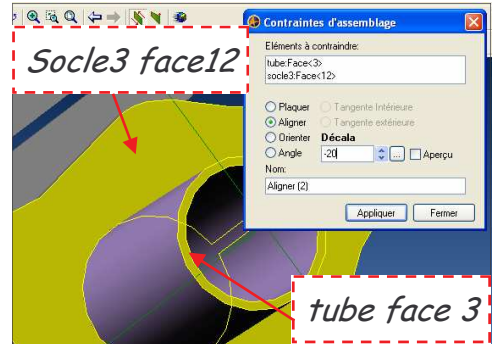 Socle3 face12
Contraintes d'assemblage
Eléments à contraindre:
tube:Face<3>
socle3:Face<12>
Plaquer
Tangente Intérieure
Aligner
Tangente extérieure
Orienter
Décala
Angle
-20
...
Aperçu
Nom:
Aligner (2)
Appliquer
Fermer
tube face 3